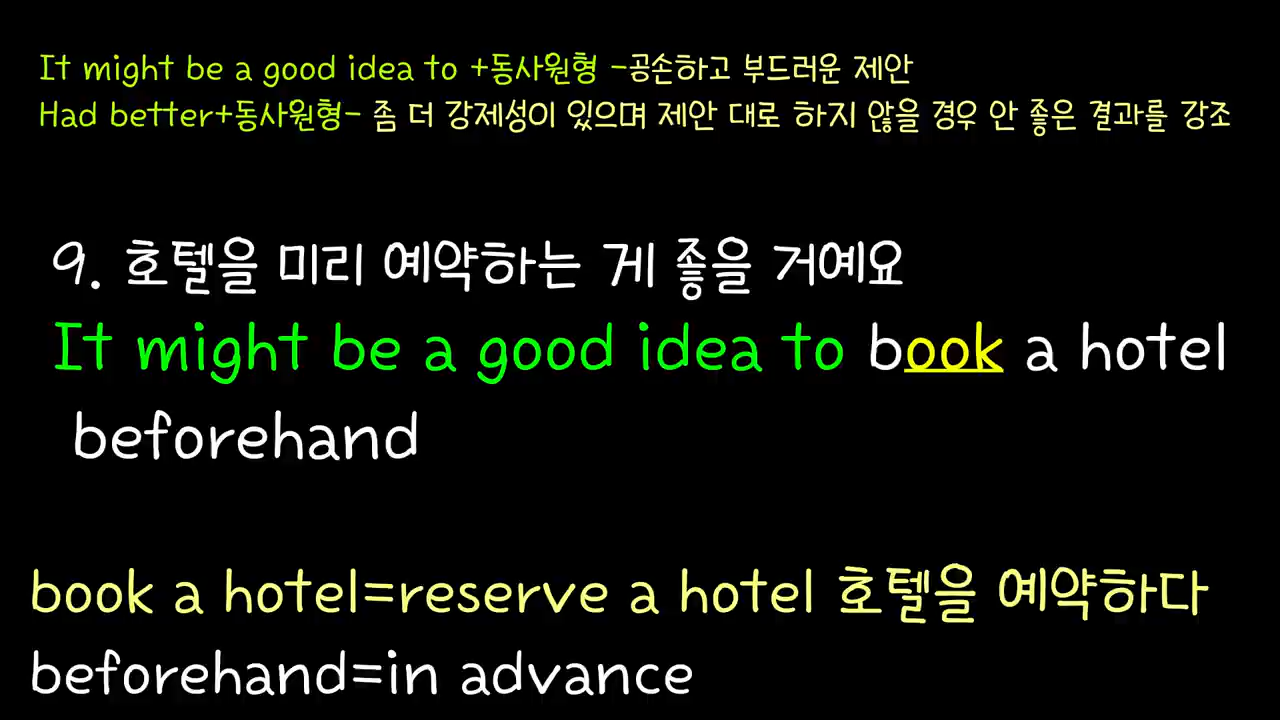 It might be a good idea to +동사원형 -공손하고 부드러운 제안
Had better+동사원형- 좀 더 강제성이 있으며 제안 대로 하지 않을 경우 안 좋은 결과를 강조
9. 호텔을 미리 예약하는 게 좋을 거예요
It might be a good idea to book a hotel
beforehand
book a hotel=reserve a hotel 호텔을 예약하다
beforehand=in advance